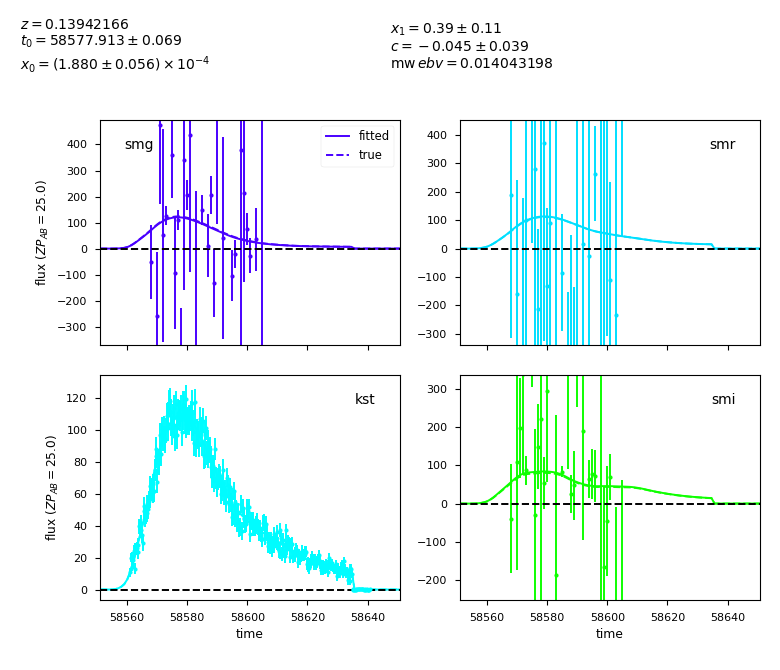 z = 0.13942166
t₀ = 58577.913 ± 0.069
x₀ = (1.880 ± 0.056) × 10⁻⁴
x₁ = 0.39 ± 0.11
c = −0.045 ± 0.039
mw ebv = 0.014043198
smg
fitted
true
400
300
200
100
0
−100
−200
−300
flux (ZP_AB = 25.0)
smr
400
300
200
100
0
−100
−200
−300
kst
120
100
80
60
40
20
0
flux (ZP_AB = 25.0)
58560 58580 58600 58620 58640
time
smi
300
200
100
0
−100
−200
58560 58580 58600 58620 58640
time